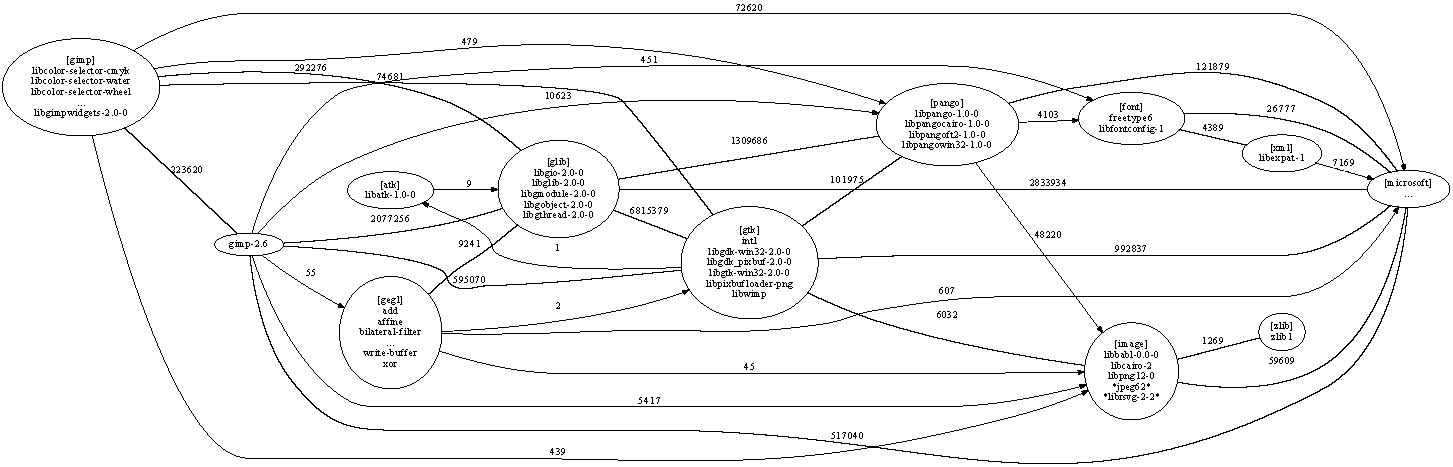 72620
[gimp]
libcolor-selector-cmyk
libcolor-selector-water
libcolor-selector-wheel
...
libgimpwidgets-2.0-0
479
292276
74681
451
10623
121879
[pango]
libpango-1.0-0
libpangocairo-1.0-0
libpangoft2-1.0-0
libpangowin32-1.0-0
4103
[font]
freetype6
libfontconfig-1
26777
4389
[xml]
libexpat-1
7169
[microsoft]
...
1309686
223620
[atk]
libatk-1.0-0
9
[glib]
libgio-2.0-0
libglib-2.0-0
libgmodule-2.0-0
libgobject-2.0-0
libgthread-2.0-0
101975
2833934
2077256
6815379
gimp-2.6
9241
1
[gtk]
intl
libgdk-win32-2.0-0
libgdk_pixbuf-2.0-0
libgtk-win32-2.0-0
libpixbufloader-png
libwimp
48220
992837
55
595070
[gegl]
add
affine
bilateral-filter
...
write-buffer
xor
2
607
6032
[image]
libbabl-0.0-0
libcairo-2
libpng12-0
*jpeg62*
*librsvg-2-2*
1269
[zlib]
zlib1
59609
45
5417
517040
439